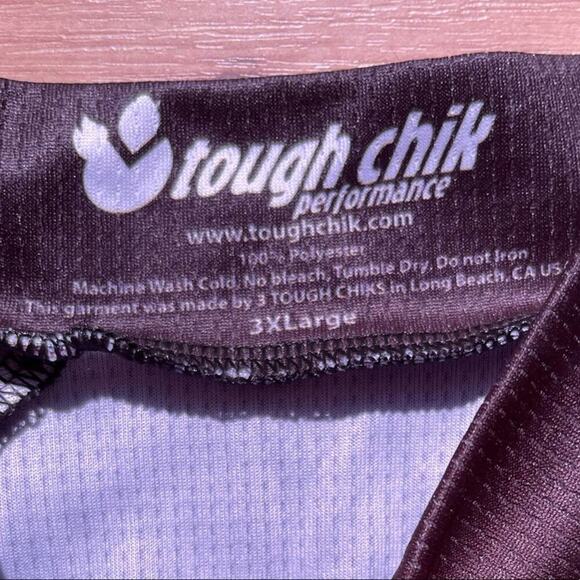 tough chik
performance
www.toughchik.com
100% Polyester
Machine Wash Cold. No bleach, Tumble Dry, Do not Iron
This garment was made by 3 TOUGH CHIKS in Long Beach, CA US
3XLarge